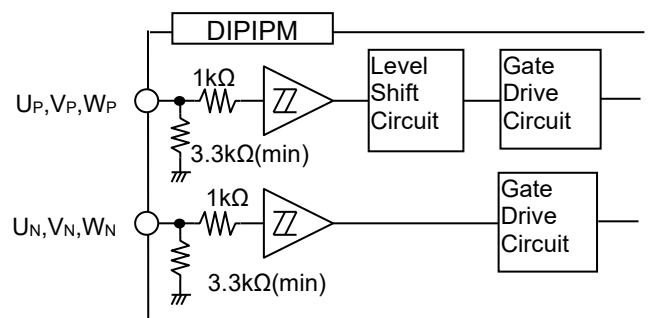 DIPIPM
1kΩ
Level
Shift
Circuit
Gate
Drive
Circuit
UP,VP,WP
3.3kΩ(min)
1kΩ
Gate
Drive
Circuit
UN,VN,WN
3.3kΩ(min)